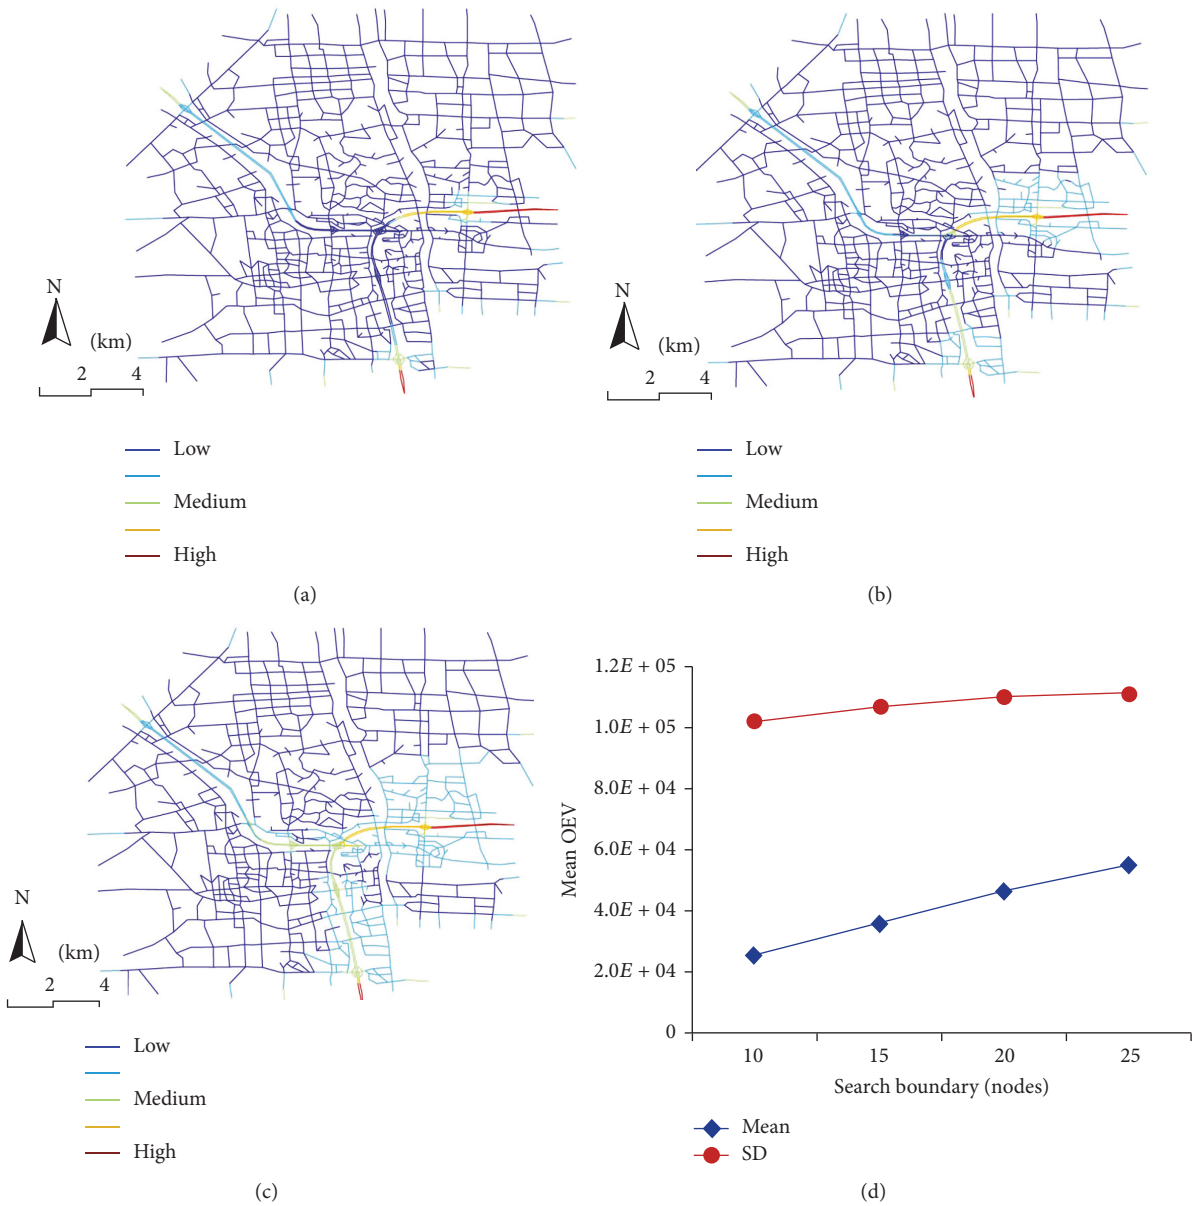 N
(km)
2 4
Low
Medium
High
(a)
N
(km)
2 4
Low
Medium
High
(b)
N
(km)
2 4
Low
Medium
High
(c)
1.2E + 05
1.0E + 05
8.0E + 04
6.0E + 04
4.0E + 04
2.0E + 04
0
Mean OEV
10 15 20 25
Search boundary (nodes)
Mean
SD
(d)